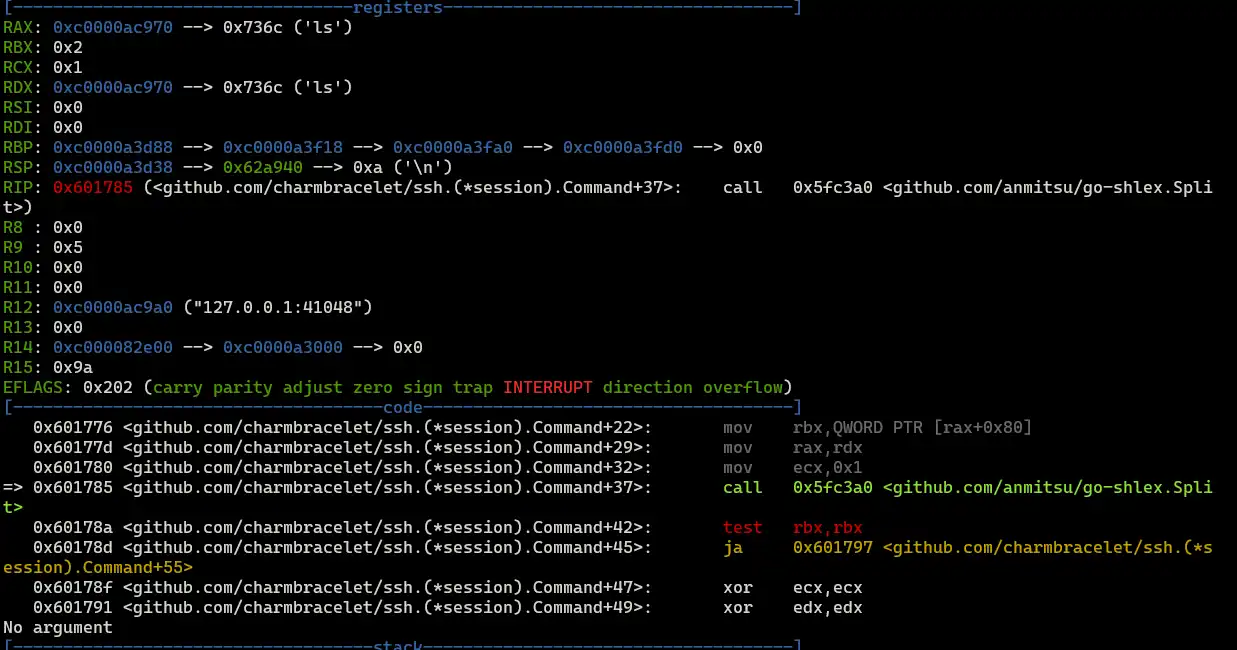 [----------------------------------registers-----------------------------------]
RAX: 0xc0000ac970 --> 0x736c ('ls')
RBX: 0x2
RCX: 0x1
RDX: 0xc0000ac970 --> 0x736c ('ls')
RSI: 0x0
RDI: 0x0
RBP: 0xc0000a3d88 --> 0xc0000a3f18 --> 0xc0000a3fa0 --> 0xc0000a3fd0 --> 0x0
RSP: 0xc0000a3d38 --> 0x62a940 --> 0xa ('\n')
RIP: 0x601785 (<github.com/charmbracelet/ssh.(*session).Command+37>:    call   0x5fc3a0 <github.com/anmitsu/go-shlex.Spli
t>)
R8 : 0x0
R9 : 0x5
R10: 0x0
R11: 0x0
R12: 0xc0000ac9a0 ("127.0.0.1:41048")
R13: 0x0
R14: 0xc000082e00 --> 0xc0000a3000 --> 0x0
R15: 0x9a
EFLAGS: 0x202 (carry parity adjust zero sign trap INTERRUPT direction overflow)
[-------------------------------------code-------------------------------------]
   0x601776 <github.com/charmbracelet/ssh.(*session).Command+22>:       mov    rbx,QWORD PTR [rax+0x80]
   0x60177d <github.com/charmbracelet/ssh.(*session).Command+29>:       mov    rax,rdx
   0x601780 <github.com/charmbracelet/ssh.(*session).Command+32>:       mov    ecx,0x1
=> 0x601785 <github.com/charmbracelet/ssh.(*session).Command+37>:       call   0x5fc3a0 <github.com/anmitsu/go-shlex.Spli
t>
   0x60178a <github.com/charmbracelet/ssh.(*session).Command+42>:       test   rbx,rbx
   0x60178d <github.com/charmbracelet/ssh.(*session).Command+45>:       ja     0x601797 <github.com/charmbracelet/ssh.(*s
ession).Command+55>
   0x60178f <github.com/charmbracelet/ssh.(*session).Command+47>:       xor    ecx,ecx
   0x601791 <github.com/charmbracelet/ssh.(*session).Command+49>:       xor    edx,edx
No argument
[------------------------------------stack-------------------------------------]